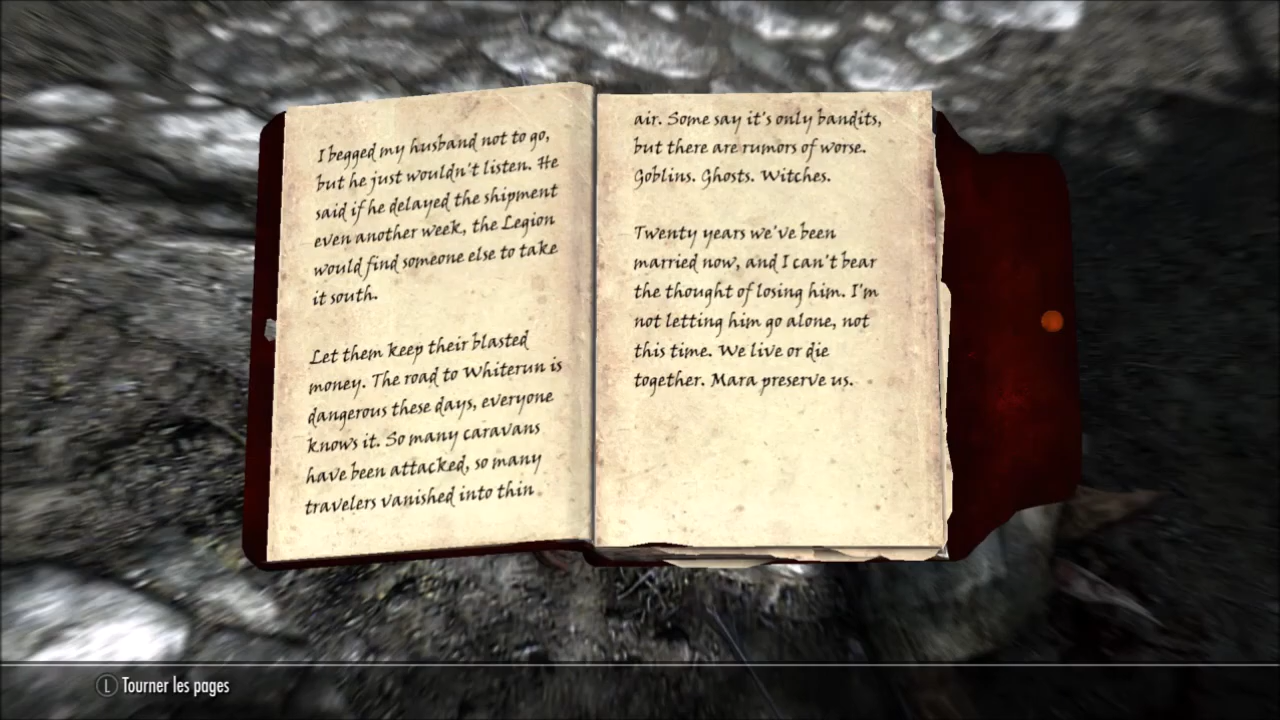 I begged my husband not to go,
but he just wouldn't listen. He
said if he delayed the shipment
even another week, the Legion
would find someone else to take
it south.
Let them keep their blasted
money. The road to Whiterun is
dangerous these days, everyone
knows it. So many caravans
have been attacked, so many
travelers vanished into thin
air. Some say it's only bandits,
but there are rumors of worse.
Goblins. Ghosts. Witches.
Twenty years we've been
married now, and I can't bear
the thought of losing him. I'm
not letting him go alone, not
this time. We live or die
together. Mara preserve us.
L Tourner les pages